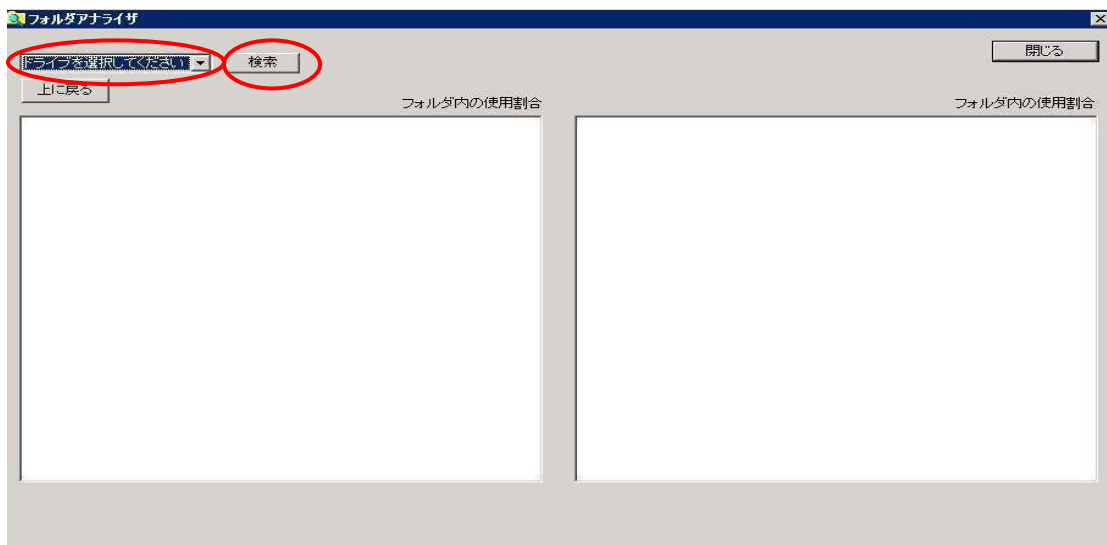 フォルダアナライザ
ドライブを選択してください
検索
閉じる
上に戻る
フォルダ内の使用割合
フォルダ内の使用割合